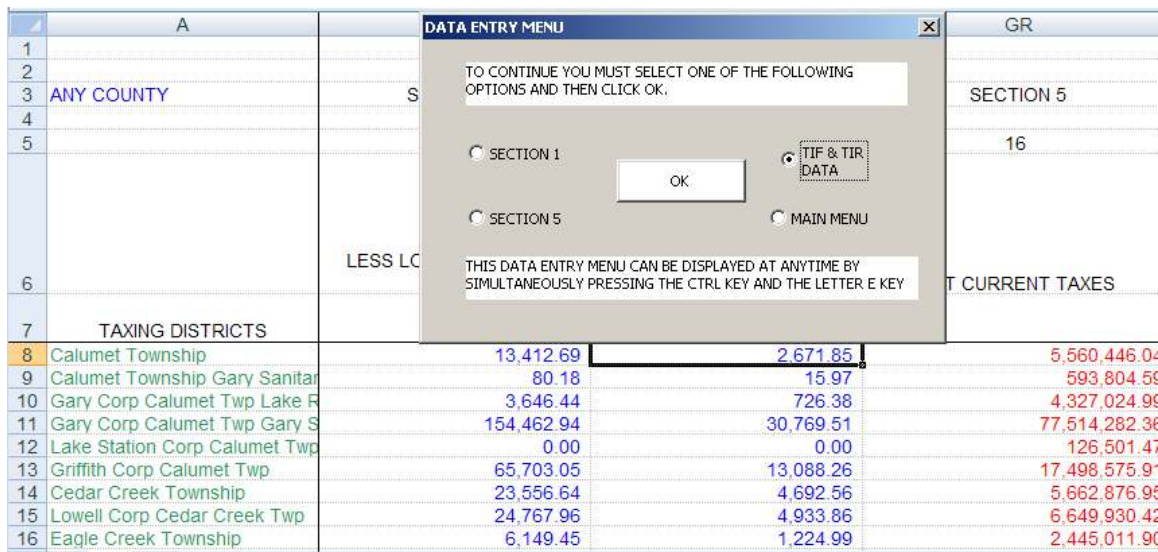 A GR
1
2
3 ANY COUNTY S SECTION 5
4
5 16
6 LESS LO T CURRENT TAXES
7 TAXING DISTRICTS
8 Calumet Township 13,412.69 2,671.85 5,560,446.04
9 Calumet Township Gary Sanitar 80.18 15.97 593,804.59
10 Gary Corp Calumet Twp Lake R 3,646.44 726.38 4,327,024.99
11 Gary Corp Calumet Twp Gary S 154,462.94 30,769.51 77,514,282.36
12 Lake Station Corp Calumet Twp 0.00 0.00 126,501.47
13 Griffith Corp Calumet Twp 65,703.05 13,088.26 17,498,575.91
14 Cedar Creek Township 23,556.64 4,692.56 5,662,876.95
15 Lowell Corp Cedar Creek Twp 24,767.96 4,933.86 6,649,930.42
16 Eagle Creek Township 6,149.45 1,224.99 2,445,011.90
DATA ENTRY MENU
TO CONTINUE YOU MUST SELECT ONE OF THE FOLLOWING
OPTIONS AND THEN CLICK OK.
SECTION 1
TIF & TIR
DATA
OK
SECTION 5
MAIN MENU
THIS DATA ENTRY MENU CAN BE DISPLAYED AT ANYTIME BY
SIMULTANEOUSLY PRESSING THE CTRL KEY AND THE LETTER E KEY